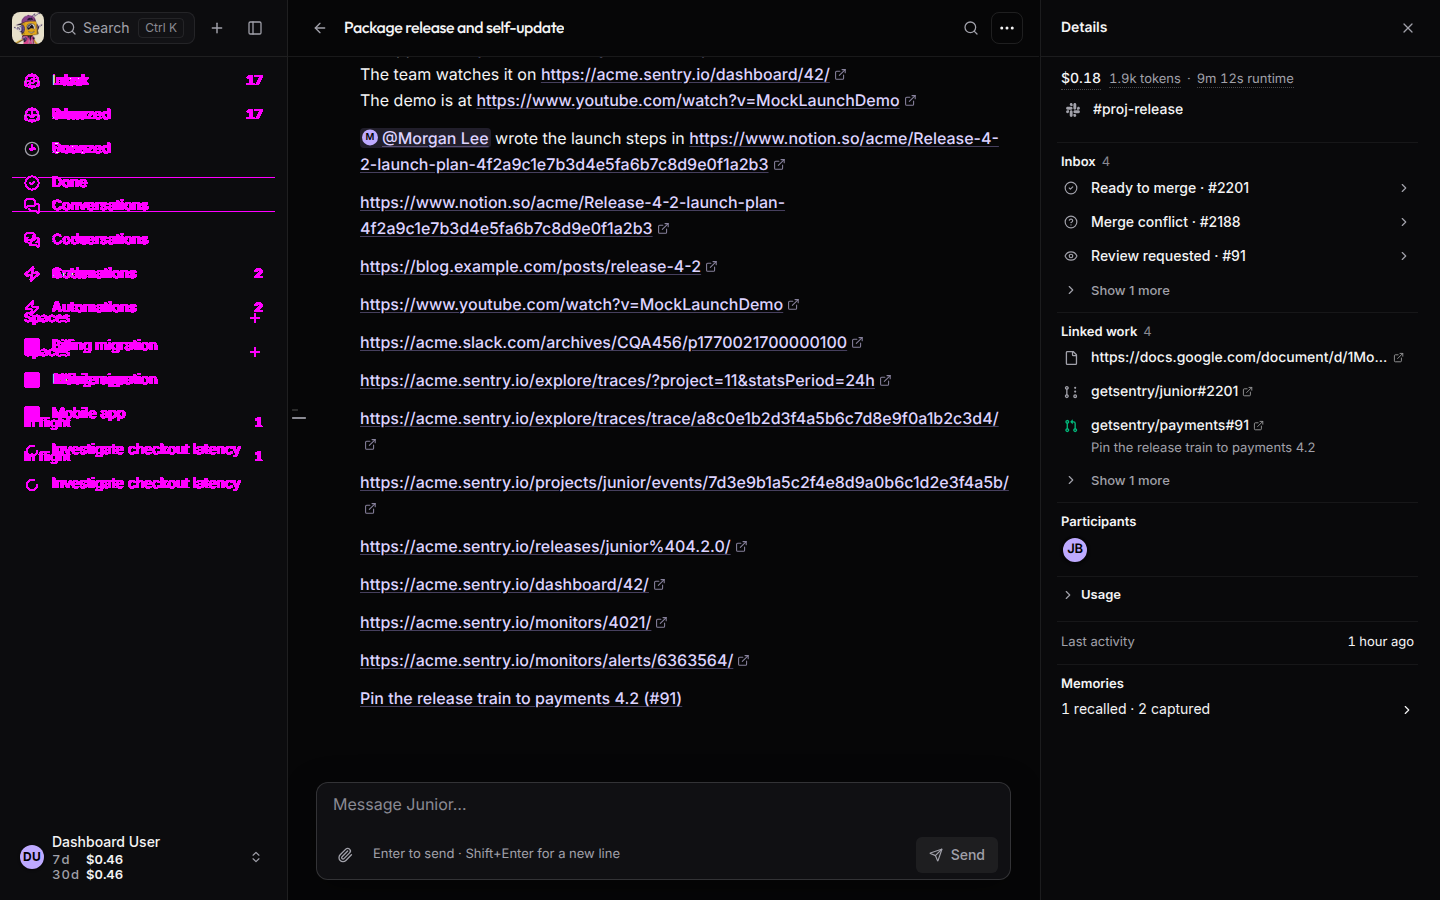 Search Ctrl K
17
17
Done
Conversations
Conversations
2
Automations 2
Spaces
Billing migration
Spaces
Mobile app
In flight 1
Investigate checkout latency
In flight 1
Investigate checkout latency
DU Dashboard User
7d $0.46
30d $0.46
Package release and self-update
The team watches it on https://acme.sentry.io/dashboard/42/
The demo is at https://www.youtube.com/watch?v=MockLaunchDemo
M @Morgan Lee wrote the launch steps in https://www.notion.so/acme/Release-4-
2-launch-plan-4f2a9c1e7b3d4e5fa6b7c8d9e0f1a2b3
https://www.notion.so/acme/Release-4-2-launch-plan-
4f2a9c1e7b3d4e5fa6b7c8d9e0f1a2b3
https://blog.example.com/posts/release-4-2
https://www.youtube.com/watch?v=MockLaunchDemo
https://acme.slack.com/archives/CQA456/p1770021700000100
https://acme.sentry.io/explore/traces/?project=11&statsPeriod=24h
https://acme.sentry.io/explore/traces/trace/a8c0e1b2d3f4a5b6c7d8e9f0a1b2c3d4/
https://acme.sentry.io/projects/junior/events/7d3e9b1a5c2f4e8d9a0b6c1d2e3f4a5b/
https://acme.sentry.io/releases/junior%404.2.0/
https://acme.sentry.io/dashboard/42/
https://acme.sentry.io/monitors/4021/
https://acme.sentry.io/monitors/alerts/6363564/
Pin the release train to payments 4.2 (#91)
Message Junior...
Enter to send · Shift+Enter for a new line
Send
Details
$0.18 1.9k tokens · 9m 12s runtime
#proj-release
Inbox 4
Ready to merge · #2201
Merge conflict · #2188
Review requested · #91
Show 1 more
Linked work 4
https://docs.google.com/document/d/1Mo...
getsentry/junior#2201
getsentry/payments#91
Pin the release train to payments 4.2
Show 1 more
Participants
JB
Usage
Last activity 1 hour ago
Memories
1 recalled · 2 captured